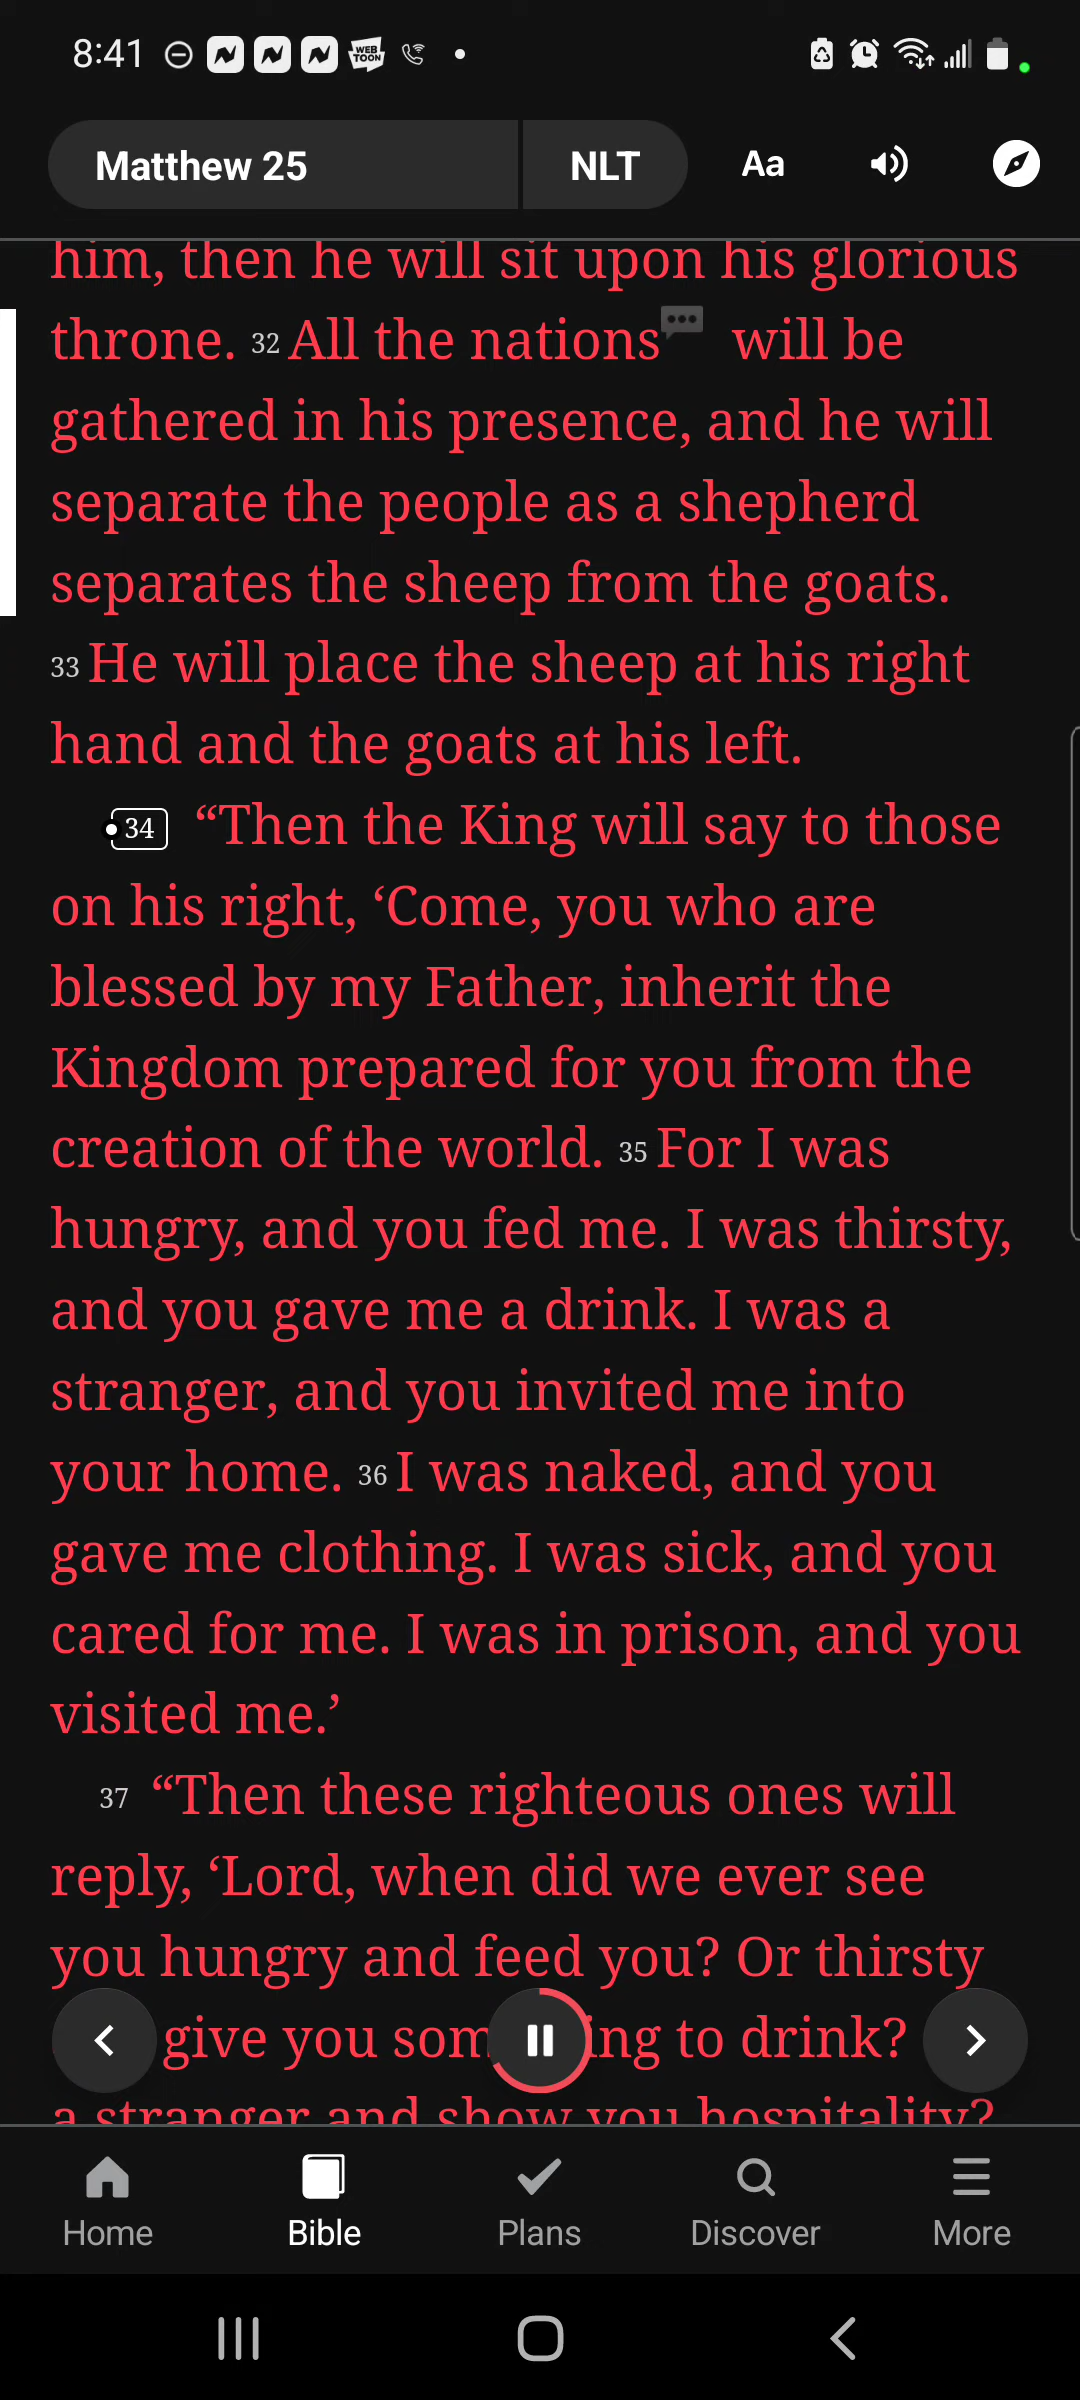 8:41
WEB
TOON
Matthew 25
NLT
Aa
him, then he will sit upon his glorious
throne. 32 All the nations will be
gathered in his presence, and he will
separate the people as a shepherd
separates the sheep from the goats.
33 He will place the sheep at his right
hand and the goats at his left.
34 “Then the King will say to those
on his right, ‘Come, you who are
blessed by my Father, inherit the
Kingdom prepared for you from the
creation of the world. 35 For I was
hungry, and you fed me. I was thirsty,
and you gave me a drink. I was a
stranger, and you invited me into
your home. 36 I was naked, and you
gave me clothing. I was sick, and you
cared for me. I was in prison, and you
visited me.’
37 “Then these righteous ones will
reply, ‘Lord, when did we ever see
you hungry and feed you? Or thirsty
give you som ing to drink?
a stranger and show you hospitality?
Home
Bible
Plans
Discover
More